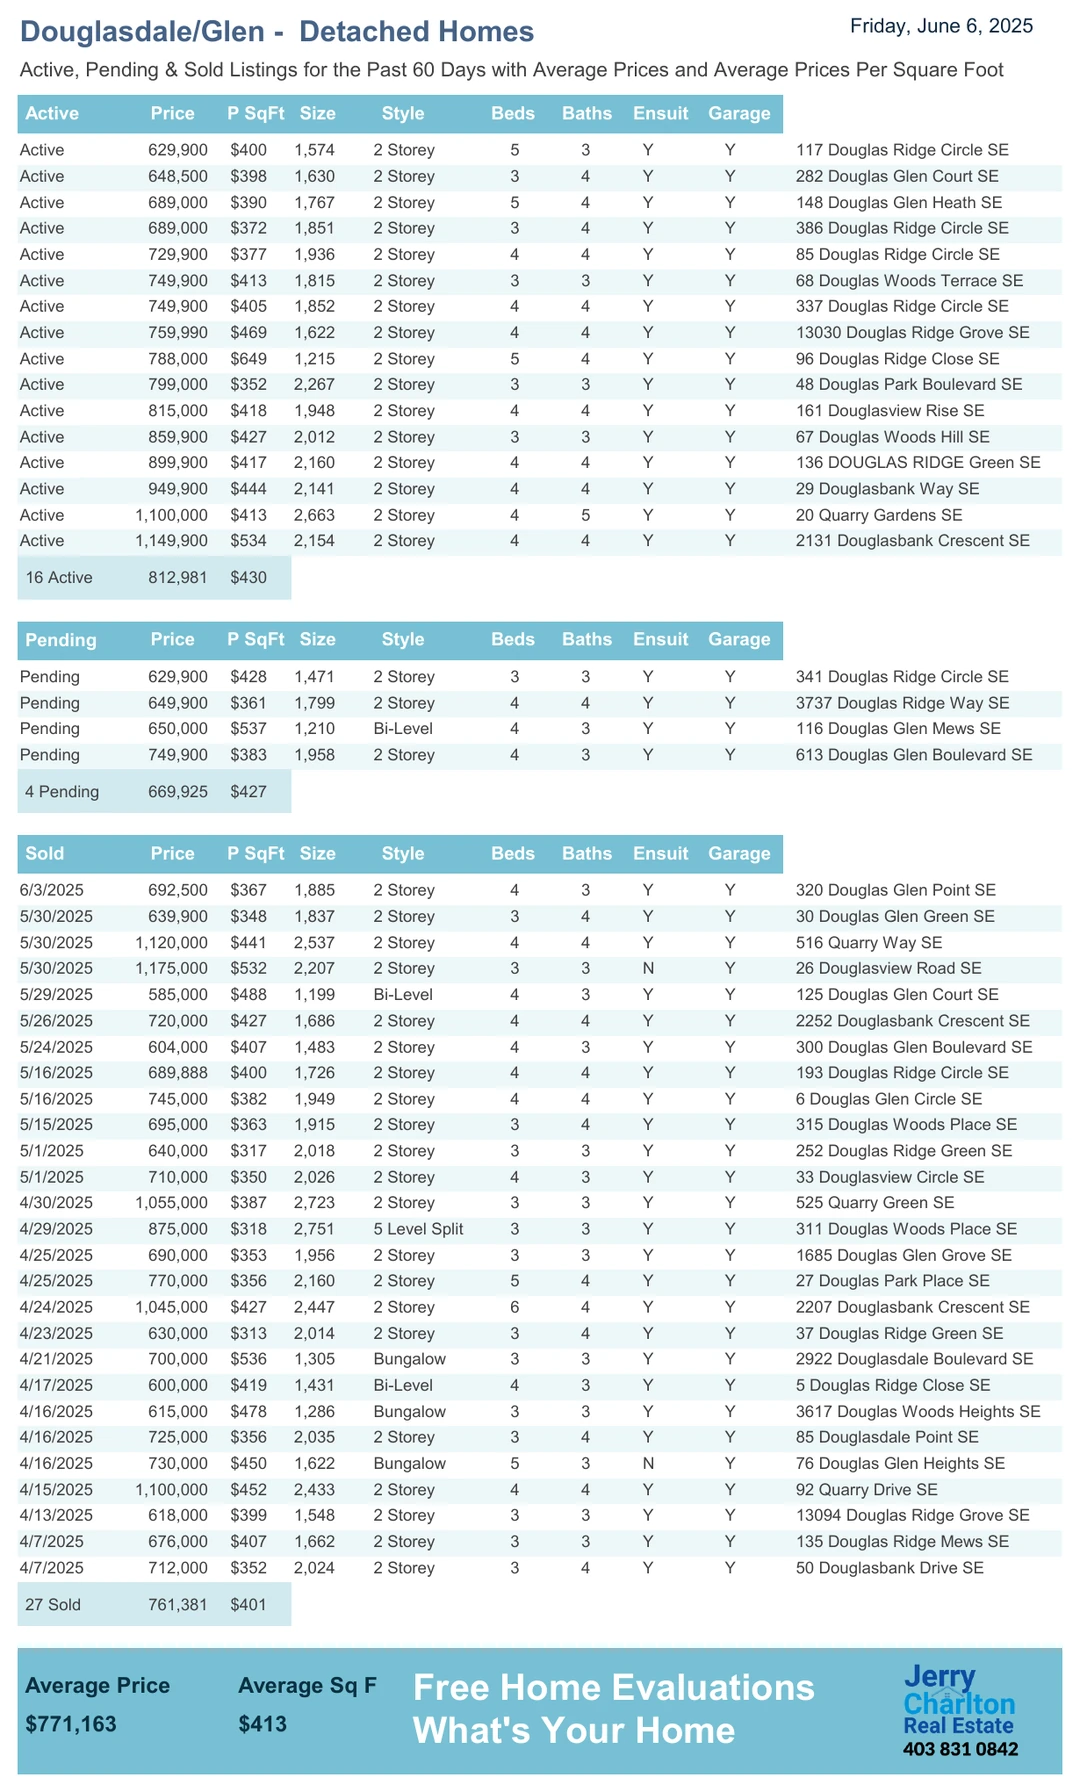 Douglasdale/Glen -  Detached Homes
Friday, June 6, 2025
Active, Pending & Sold Listings for the Past 60 Days with Average Prices and Average Prices Per Square Foot
Active Price P SqFt Size Style Beds Baths Ensuit Garage
Active 629,900 $400 1,574 2 Storey 5 3 Y Y 117 Douglas Ridge Circle SE
Active 648,500 $398 1,630 2 Storey 3 4 Y Y 282 Douglas Glen Court SE
Active 689,000 $390 1,767 2 Storey 5 4 Y Y 148 Douglas Glen Heath SE
Active 689,000 $372 1,851 2 Storey 3 4 Y Y 386 Douglas Ridge Circle SE
Active 729,900 $377 1,936 2 Storey 4 4 Y Y 85 Douglas Ridge Circle SE
Active 749,900 $413 1,815 2 Storey 3 3 Y Y 68 Douglas Woods Terrace SE
Active 749,900 $405 1,852 2 Storey 4 4 Y Y 337 Douglas Ridge Circle SE
Active 759,990 $469 1,622 2 Storey 4 4 Y Y 13030 Douglas Ridge Grove SE
Active 788,000 $649 1,215 2 Storey 5 4 Y Y 96 Douglas Ridge Close SE
Active 799,000 $352 2,267 2 Storey 3 3 Y Y 48 Douglas Park Boulevard SE
Active 815,000 $418 1,948 2 Storey 4 4 Y Y 161 Douglasview Rise SE
Active 859,900 $427 2,012 2 Storey 3 3 Y Y 67 Douglas Woods Hill SE
Active 899,900 $417 2,160 2 Storey 4 4 Y Y 136 DOUGLAS RIDGE Green SE
Active 949,900 $444 2,141 2 Storey 4 4 Y Y 29 Douglasbank Way SE
Active 1,100,000 $413 2,663 2 Storey 4 5 Y Y 20 Quarry Gardens SE
Active 1,149,900 $534 2,154 2 Storey 4 4 Y Y 2131 Douglasbank Crescent SE
16 Active 812,981 $430
Pending Price P SqFt Size Style Beds Baths Ensuit Garage
Pending 629,900 $428 1,471 2 Storey 3 3 Y Y 341 Douglas Ridge Circle SE
Pending 649,900 $361 1,799 2 Storey 4 4 Y Y 3737 Douglas Ridge Way SE
Pending 650,000 $537 1,210 Bi-Level 4 3 Y Y 116 Douglas Glen Mews SE
Pending 749,900 $383 1,958 2 Storey 4 3 Y Y 613 Douglas Glen Boulevard SE
4 Pending 669,925 $427
Sold Price P SqFt Size Style Beds Baths Ensuit Garage
6/3/2025 692,500 $367 1,885 2 Storey 4 3 Y Y 320 Douglas Glen Point SE
5/30/2025 639,900 $348 1,837 2 Storey 3 4 Y Y 30 Douglas Glen Green SE
5/30/2025 1,120,000 $441 2,537 2 Storey 4 4 Y Y 516 Quarry Way SE
5/30/2025 1,175,000 $532 2,207 2 Storey 3 3 N Y 26 Douglasview Road SE
5/29/2025 585,000 $488 1,199 Bi-Level 4 3 Y Y 125 Douglas Glen Court SE
5/26/2025 720,000 $427 1,686 2 Storey 4 4 Y Y 2252 Douglasbank Crescent SE
5/24/2025 604,000 $407 1,483 2 Storey 4 3 Y Y 300 Douglas Glen Boulevard SE
5/16/2025 689,888 $400 1,726 2 Storey 4 4 Y Y 193 Douglas Ridge Circle SE
5/16/2025 745,000 $382 1,949 2 Storey 4 4 Y Y 6 Douglas Glen Circle SE
5/15/2025 695,000 $363 1,915 2 Storey 3 4 Y Y 315 Douglas Woods Place SE
5/1/2025 640,000 $317 2,018 2 Storey 3 3 Y Y 252 Douglas Ridge Green SE
5/1/2025 710,000 $350 2,026 2 Storey 4 3 Y Y 33 Douglasview Circle SE
4/30/2025 1,055,000 $387 2,723 2 Storey 3 3 Y Y 525 Quarry Green SE
4/29/2025 875,000 $318 2,751 5 Level Split 3 3 Y Y 311 Douglas Woods Place SE
4/25/2025 690,000 $353 1,956 2 Storey 3 3 Y Y 1685 Douglas Glen Grove SE
4/25/2025 770,000 $356 2,160 2 Storey 5 4 Y Y 27 Douglas Park Place SE
4/24/2025 1,045,000 $427 2,447 2 Storey 6 4 Y Y 2207 Douglasbank Crescent SE
4/23/2025 630,000 $313 2,014 2 Storey 3 4 Y Y 37 Douglas Ridge Green SE
4/21/2025 700,000 $536 1,305 Bungalow 3 3 Y Y 2922 Douglasdale Boulevard SE
4/17/2025 600,000 $419 1,431 Bi-Level 4 3 Y Y 5 Douglas Ridge Close SE
4/16/2025 615,000 $478 1,286 Bungalow 3 3 Y Y 3617 Douglas Woods Heights SE
4/16/2025 725,000 $356 2,035 2 Storey 3 4 Y Y 85 Douglasdale Point SE
4/16/2025 730,000 $450 1,622 Bungalow 5 3 N Y 76 Douglas Glen Heights SE
4/15/2025 1,100,000 $452 2,433 2 Storey 4 4 Y Y 92 Quarry Drive SE
4/13/2025 618,000 $399 1,548 2 Storey 3 3 Y Y 13094 Douglas Ridge Grove SE
4/7/2025 676,000 $407 1,662 2 Storey 3 3 Y Y 135 Douglas Ridge Mews SE
4/7/2025 712,000 $352 2,024 2 Storey 3 4 Y Y 50 Douglasbank Drive SE
27 Sold 761,381 $401
Average Price Average Sq F
$771,163 $413
Free Home Evaluations
What's Your Home
Jerry
Charlton
Real Estate
403 831 0842